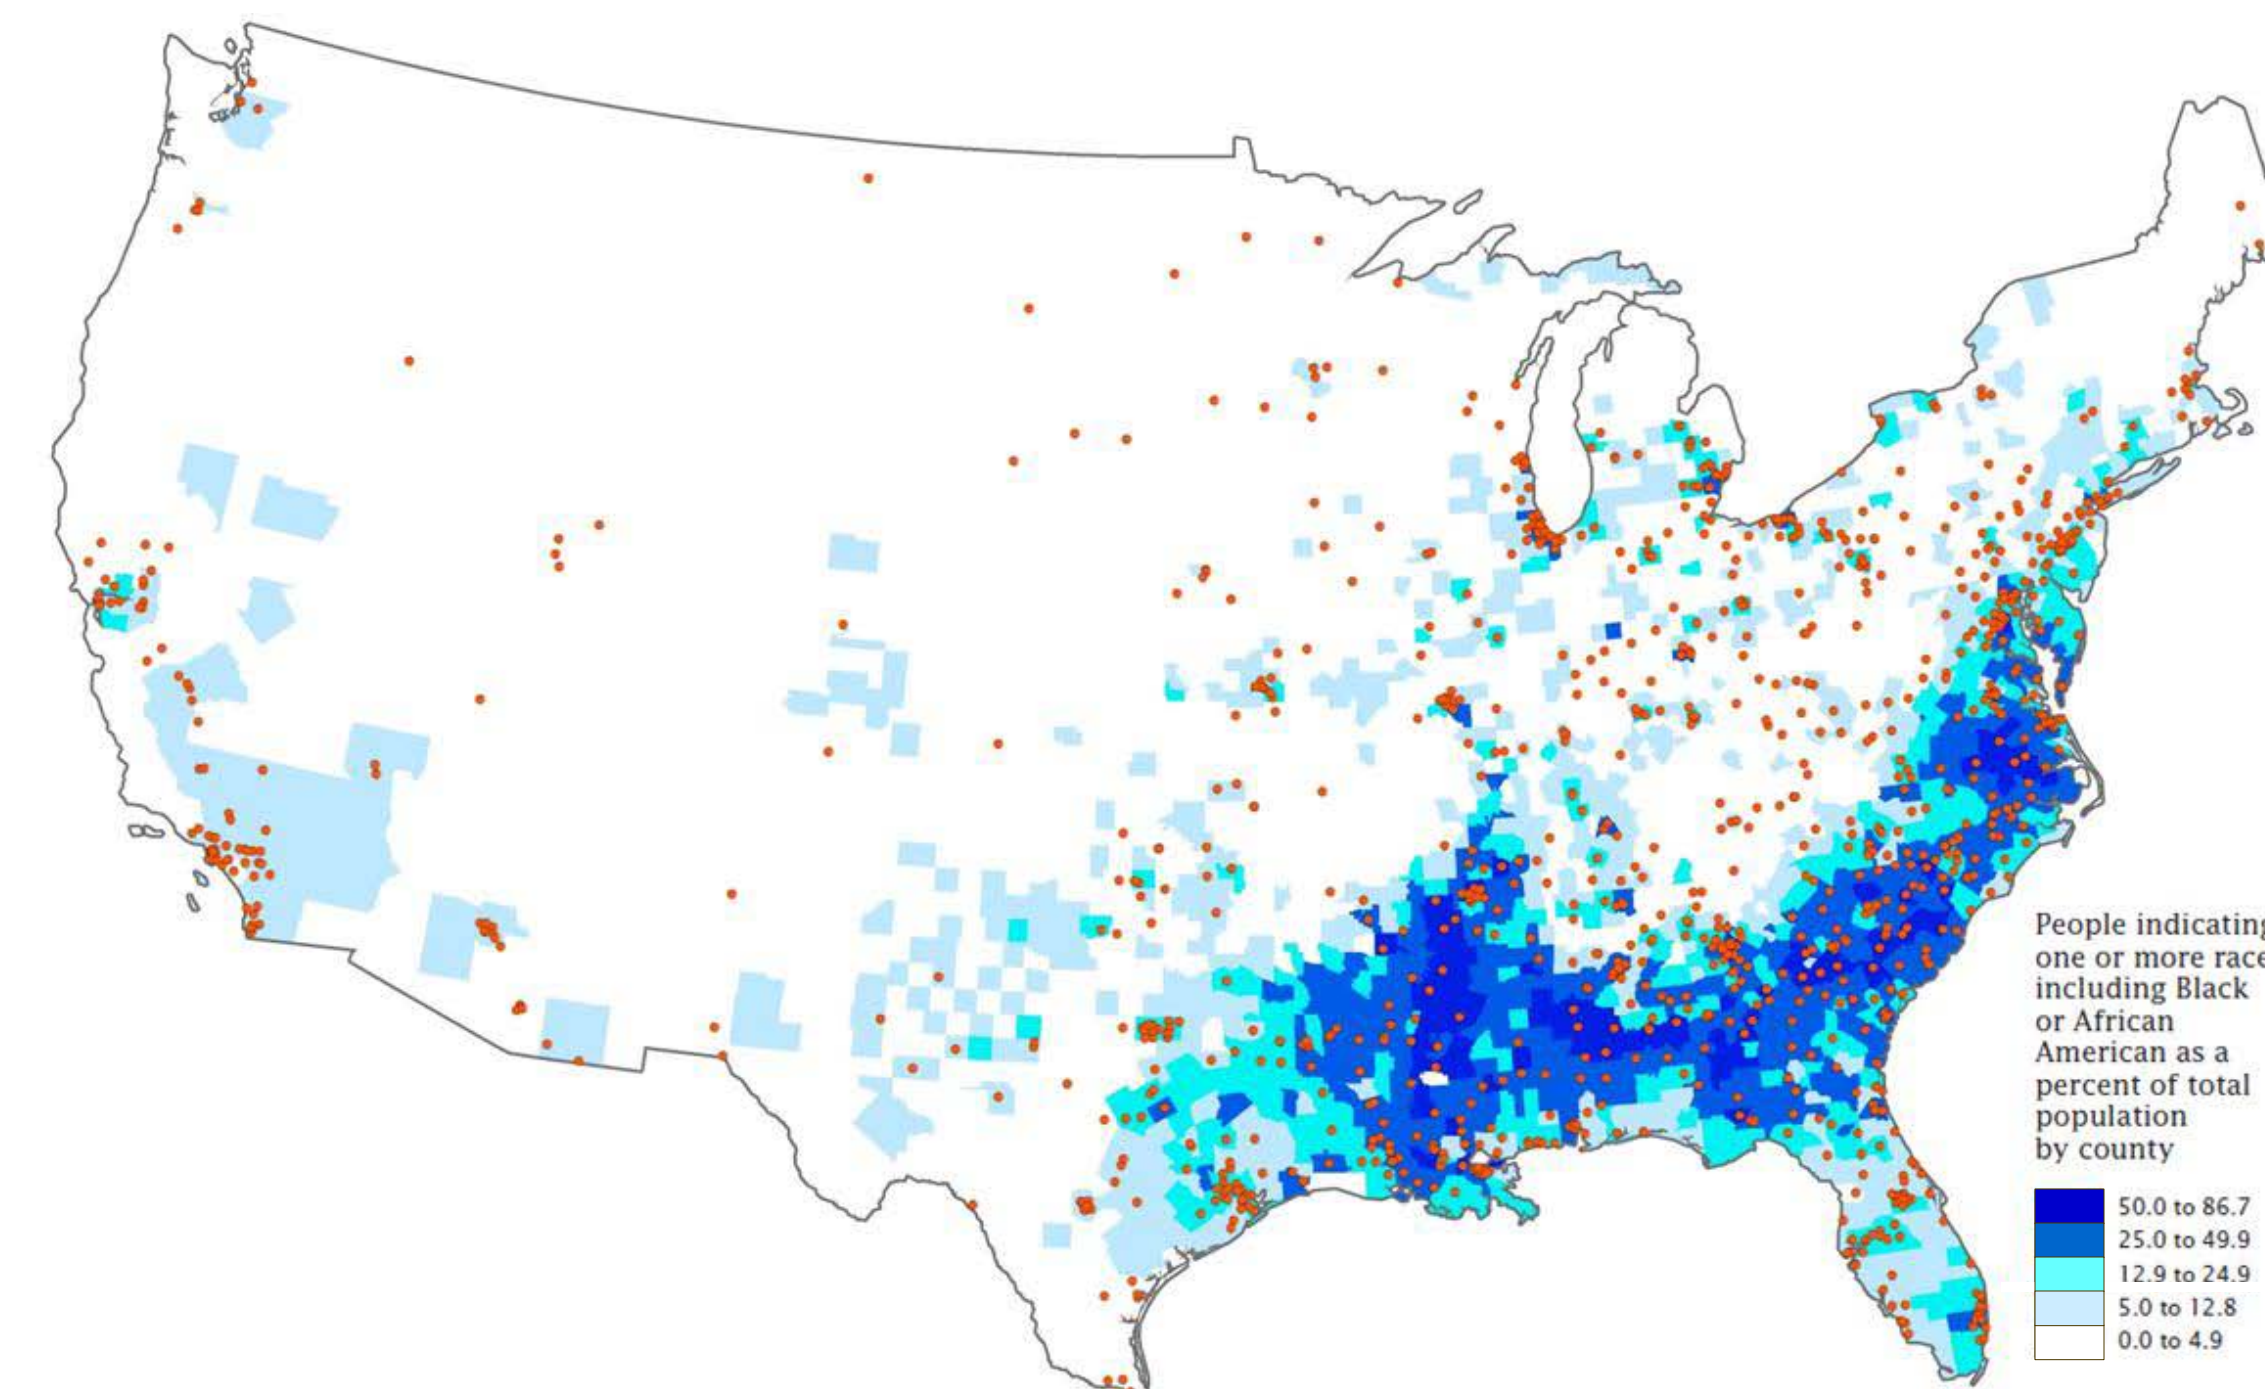 People indicating
one or more race
including Black
or African
American as a
percent of total
population
by county
50.0 to 86.7
25.0 to 49.9
12.9 to 24.9
5.0 to 12.8
0.0 to 4.9